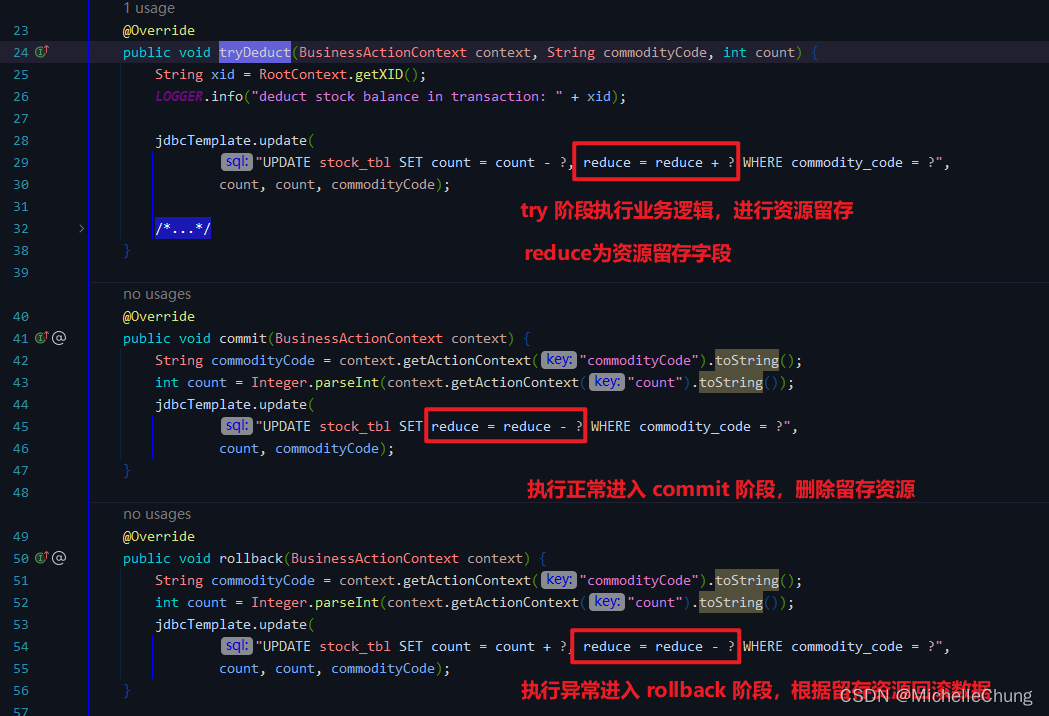 1 usage
23 @Override
24 public void tryDeduct(BusinessActionContext context, String commodityCode, int count) {
25 String xid = RootContext.getXID();
26 LOGGER.info("deduct stock balance in transaction: " + xid);
27
28 jdbcTemplate.update(
29 sql: "UPDATE stock_tbl SET count = count - ?, reduce = reduce + ? WHERE commodity_code = ?",
30 count, count, commodityCode);
31 try 阶段执行业务逻辑，进行资源留存
32 /*...*/
reduce为资源留存字段
38 }
39
no usages
40 @Override
41 public void commit(BusinessActionContext context) {
42 String commodityCode = context.getActionContext( key: "commodityCode").toString();
43 int count = Integer.parseInt(context.getActionContext( key: "count").toString());
44 jdbcTemplate.update(
45 sql: "UPDATE stock_tbl SET reduce = reduce - ? WHERE commodity_code = ?",
46 count, commodityCode);
47 }
48 执行正常进入 commit 阶段，删除留存资源
no usages
49 @Override
50 public void rollback(BusinessActionContext context) {
51 String commodityCode = context.getActionContext( key: "commodityCode").toString();
52 int count = Integer.parseInt(context.getActionContext( key: "count").toString());
53 jdbcTemplate.update(
54 sql: "UPDATE stock_tbl SET count = count + ?, reduce = reduce - ? WHERE commodity_code = ?",
55 count, count, commodityCode);
56 }
执行异常进入 rollback 阶段，根据留存资源回滚数据
CSDN @MichelleChung
57